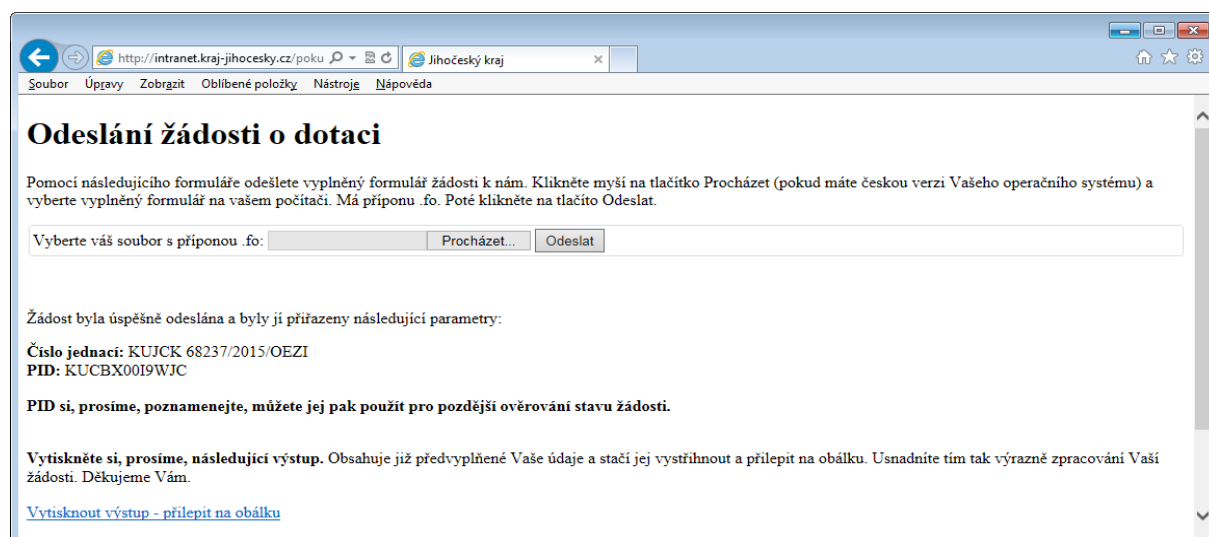 http://intranet.kraj-jihocesky.cz/poku
Jihočeský kraj
Soubor Úpravy Zobrazit Oblíbené položky Nástroje Nápověda
Odeslání žádosti o dotaci
Pomocí následujícího formuláře odešlete vyplněný formulář žádosti k nám. Klikněte myší na tlačítko Procházet (pokud máte českou verzi Vašeho operačního systému) a
vyberte vyplněný formulář na vašem počítači. Má příponu .fo. Poté klikněte na tlačíto Odeslat.
Vyberte váš soubor s příponou .fo: Procházet... Odeslat
Žádost byla úspěšně odeslána a byly jí přiřazeny následující parametry:
Číslo jednací: KUJCK 68237/2015/OEZI
PID: KUCBX00I9WJC
PID si, prosíme, poznamenejte, můžete jej pak použít pro pozdější ověrování stavu žádosti.
Vytiskněte si, prosíme, následující výstup. Obsahuje již předvyplňené Vaše údaje a stačí jej vystřihnout a přilepit na obálku. Usnadníte tím tak výrazně zpracování Vaší
žádosti. Děkujeme Vám.
Vytisknout výstup - přilepit na obálku